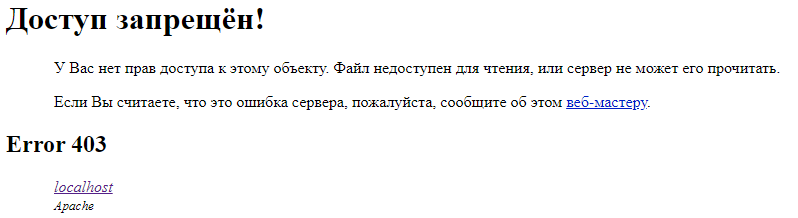 Доступ запрещён!
У Вас нет прав доступа к этому объекту. Файл недоступен для чтения, или сервер не может его прочитать.
Если Вы считаете, что это ошибка сервера, пожалуйста, сообщите об этом веб-мастеру.
Error 403
localhost
Apache